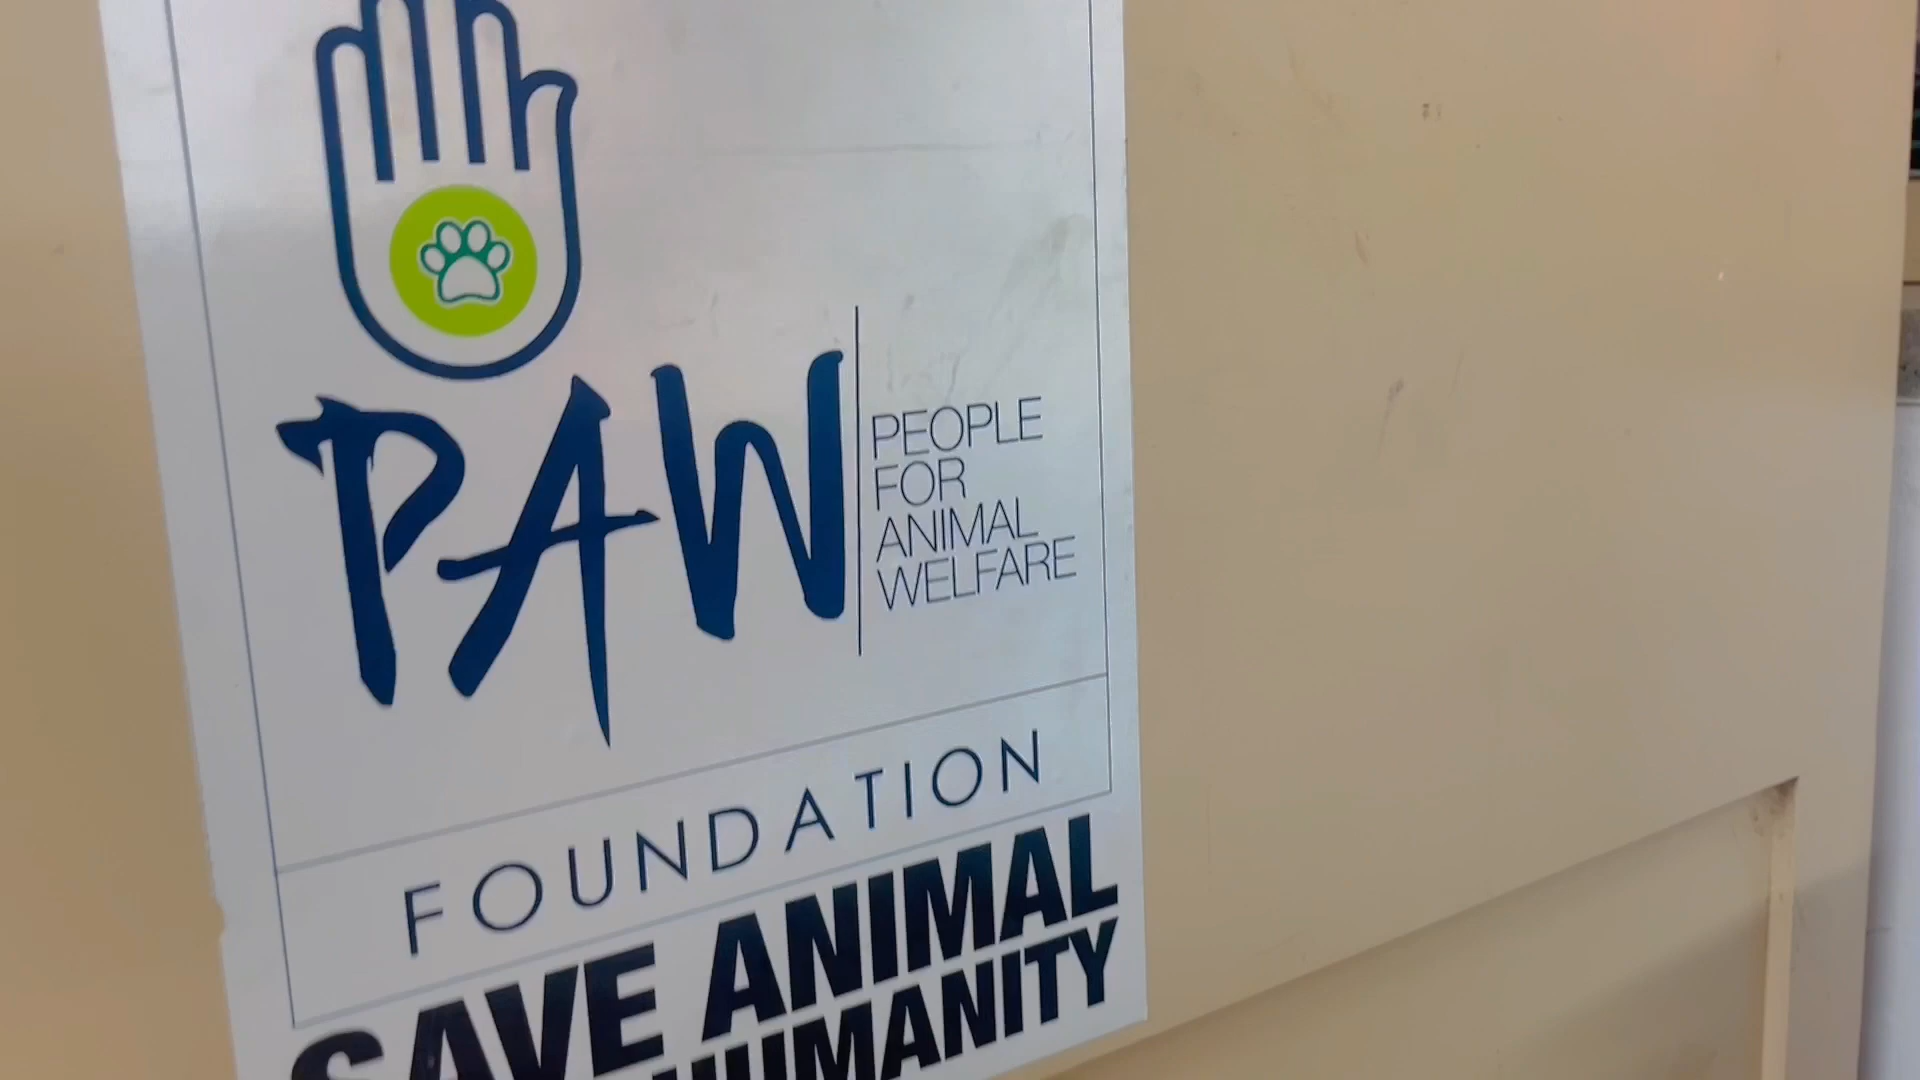 PAW
PEOPLE
FOR
ANIMAL
WELFARE
FOUNDATION
SAVE ANIMAL
HUMANITY